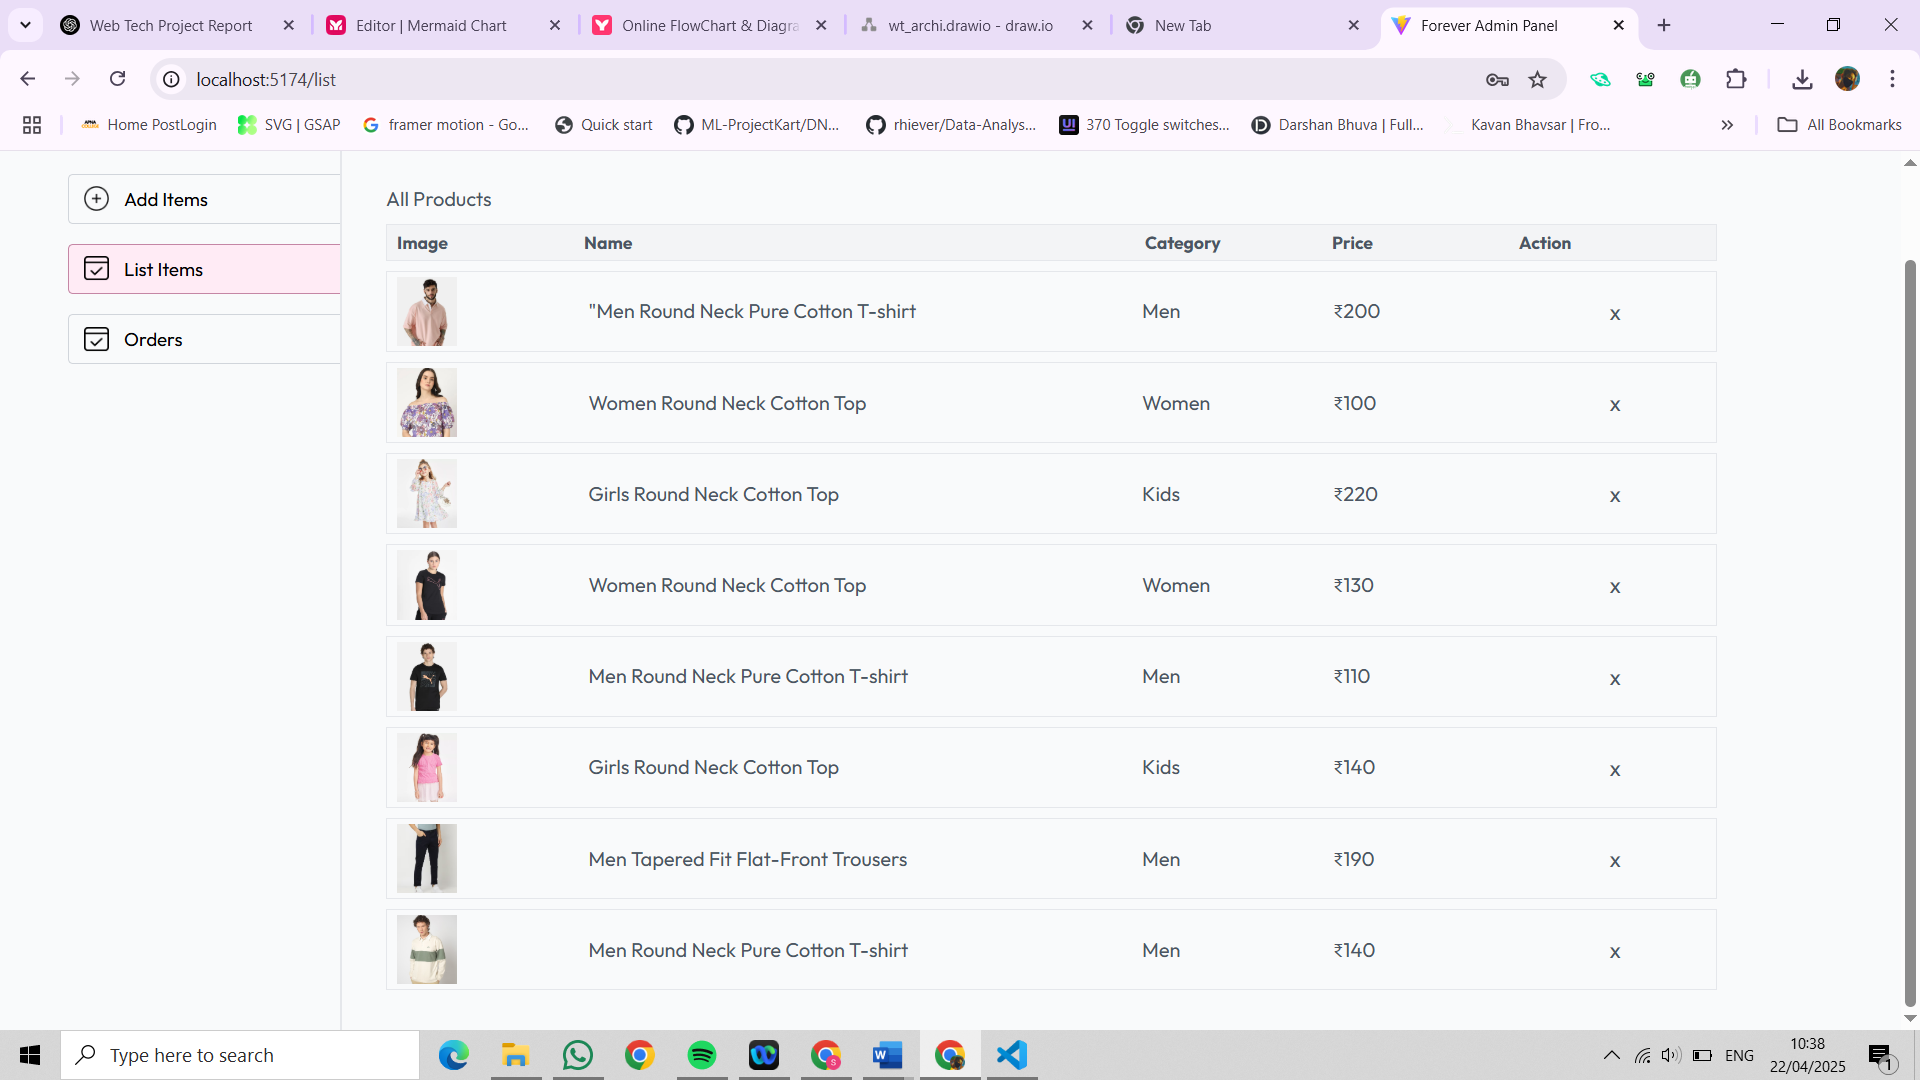 Web Tech Project Report
Editor | Mermaid Chart
Online FlowChart & Diagra
wt_archi.drawio - draw.io
New Tab
Forever Admin Panel
localhost:5174/list
Home PostLogin
SVG | GSAP
framer motion - Go...
Quick start
ML-ProjectKart/DN...
rhiever/Data-Analys...
UI
370 Toggle switches...
Darshan Bhuva | Full...
Kavan Bhavsar | Fro...
All Bookmarks
Add Items
List Items
Orders
All Products
Image Name Category Price Action
"Men Round Neck Pure Cotton T-shirt Men ₹200 x
Women Round Neck Cotton Top Women ₹100 x
Girls Round Neck Cotton Top Kids ₹220 x
Women Round Neck Cotton Top Women ₹130 x
Men Round Neck Pure Cotton T-shirt Men ₹110 x
Girls Round Neck Cotton Top Kids ₹140 x
Men Tapered Fit Flat-Front Trousers Men ₹190 x
Men Round Neck Pure Cotton T-shirt Men ₹140 x
Type here to search
ENG
10:38
22/04/2025
1